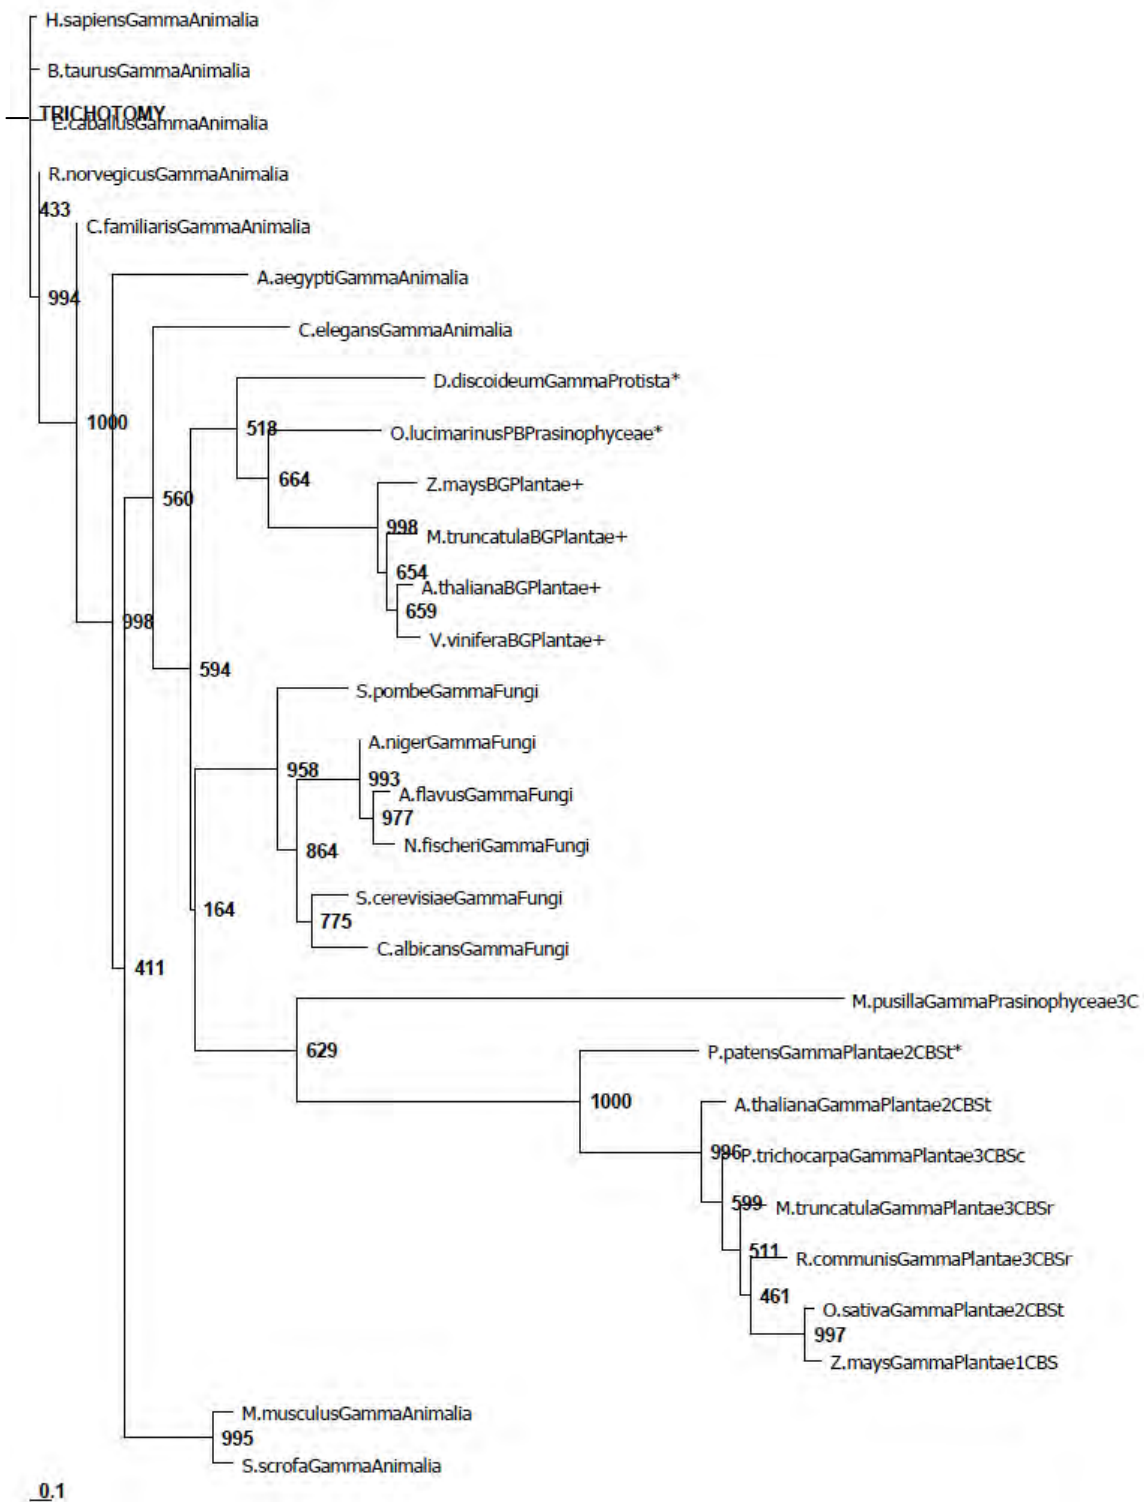 H.sapiensGammaAnimalia
B.taurusGammaAnimalia
TRICHOTOMY
E.caballusGammaAnimalia
R.norvegicusGammaAnimalia
433
C.familiarisGammaAnimalia
A.aegyptiGammaAnimalia
994
C.elegansGammaAnimalia
D.discoideumGammaProtista*
1000
518
O.lucimarinusPBPrasinophyceae*
664
Z.maysBGPlantae+
560
998
M.truncatulaBGPlantae+
654
A.thalianaBGPlantae+
659
998
V.viniferaBGPlantae+
594
S.pombeGammaFungi
A.nigerGammaFungi
958
993
A.flavusGammaFungi
977
N.fischeriGammaFungi
864
S.cerevisiaeGammaFungi
164
775
C.albicansGammaFungi
411
M.pusillaGammaPrasinophyceae3C
629
P.patensGammaPlantae2CBSt*
1000
A.thalianaGammaPlantae2CBSt
996
P.trichocarpaGammaPlantae3CBSc
599
M.truncatulaGammaPlantae3CBSr
511
R.communisGammaPlantae3CBSr
461
O.sativaGammaPlantae2CBSt
997
Z.maysGammaPlantae1CBS
M.musculusGammaAnimalia
995
S.scrofaGammaAnimalia
0.1